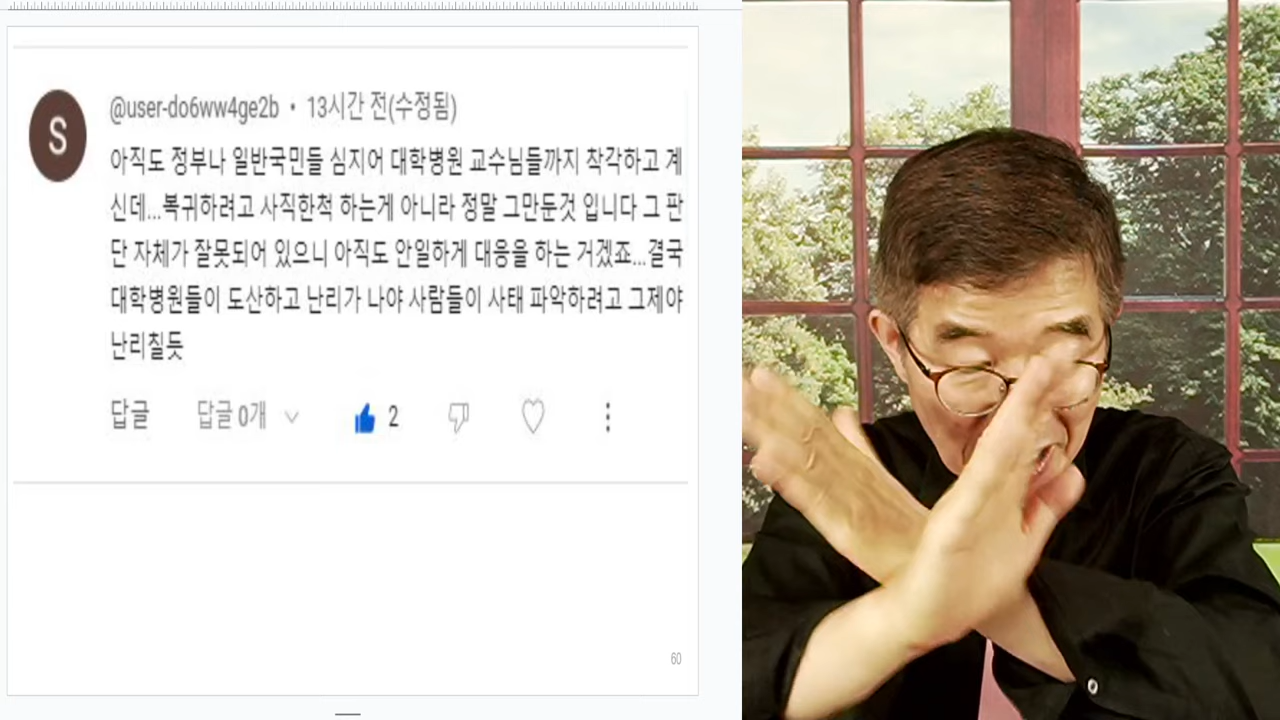 S
@user-do6ww4ge2b • 13시간 전(수정됨)
아직도 정부나 일반국민들 심지어 대학병원 교수님들까지 착각하고 계
신데...복귀하려고 사직한척 하는게 아니라 정말 그만둔것 입니다 그 판
단 자체가 잘못되어 있으니 아직도 안일하게 대응을 하는 거겠죠...결국
대학병원들이 도산하고 난리가 나야 사람들이 사태 파악하려고 그제야
난리칠듯
답글 답글 0개 2
60